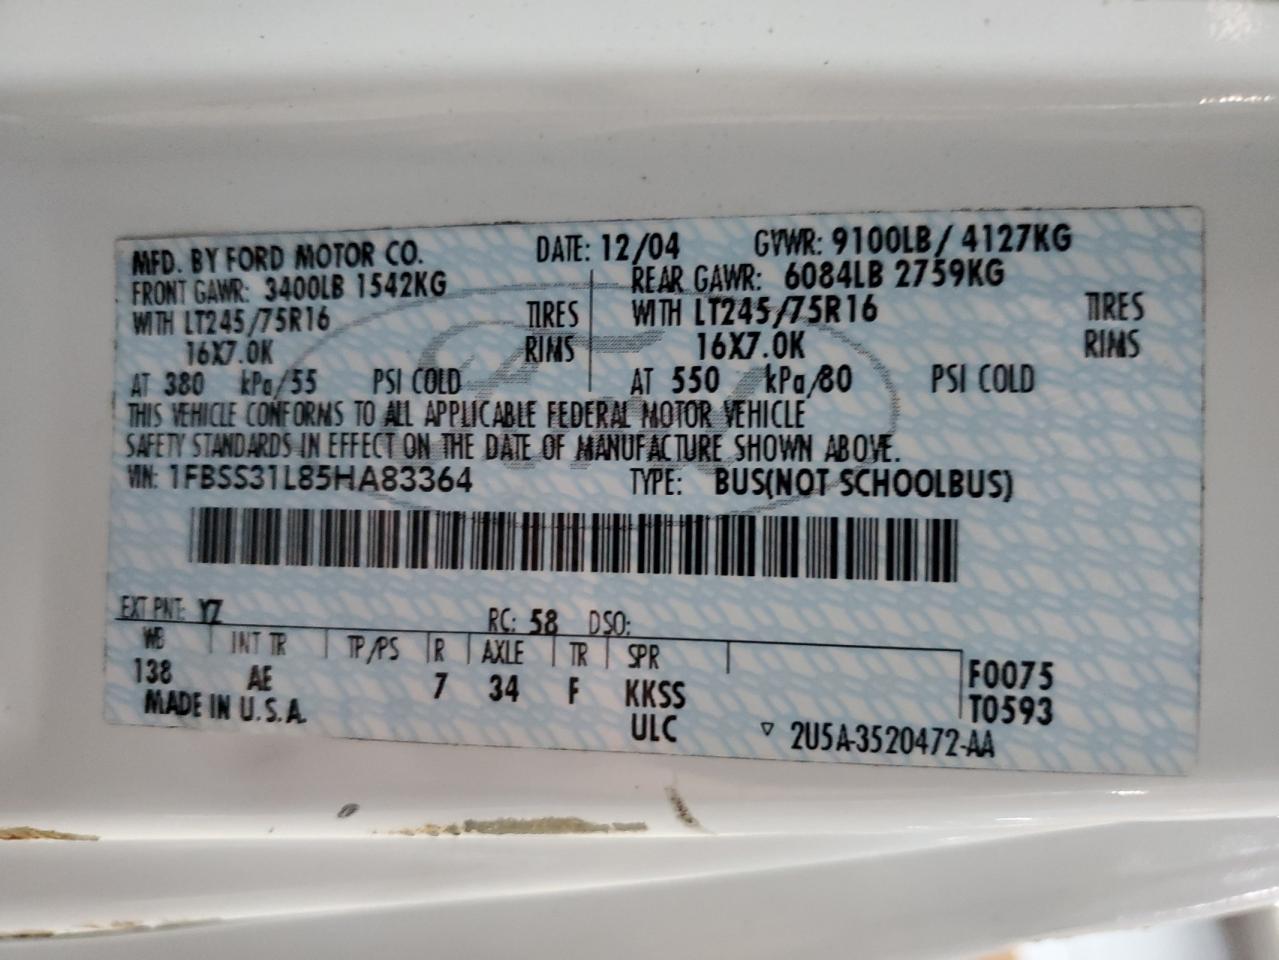 MFD. BY FORD MOTOR CO. DATE: 12/04 GVWR: 9100LB / 4127KG
FRONT GAWR: 3400LB 1542KG REAR GAWR: 6084LB 2759KG
WITH LT245/75R16 TIRES WITH LT245/75R16 TIRES
16X7.0K RIMS 16X7.0K RIMS
AT 380 kPa/55 PSI COLD AT 550 kPa/80 PSI COLD
THIS VEHICLE CONFORMS TO ALL APPLICABLE FEDERAL MOTOR VEHICLE
SAFETY STANDARDS IN EFFECT ON THE DATE OF MANUFACTURE SHOWN ABOVE.
VIN: 1FBSS31L85HA83364 TYPE: BUS(NOT SCHOOLBUS)
EXT PNT: YZ RC: 58 DSO:
WB INT TR TP/PS R AXLE TR SPR
138 AE 7 34 F KKSS F0075
MADE IN U.S.A. ULC T0593
▽ 2U5A-3520472-AA